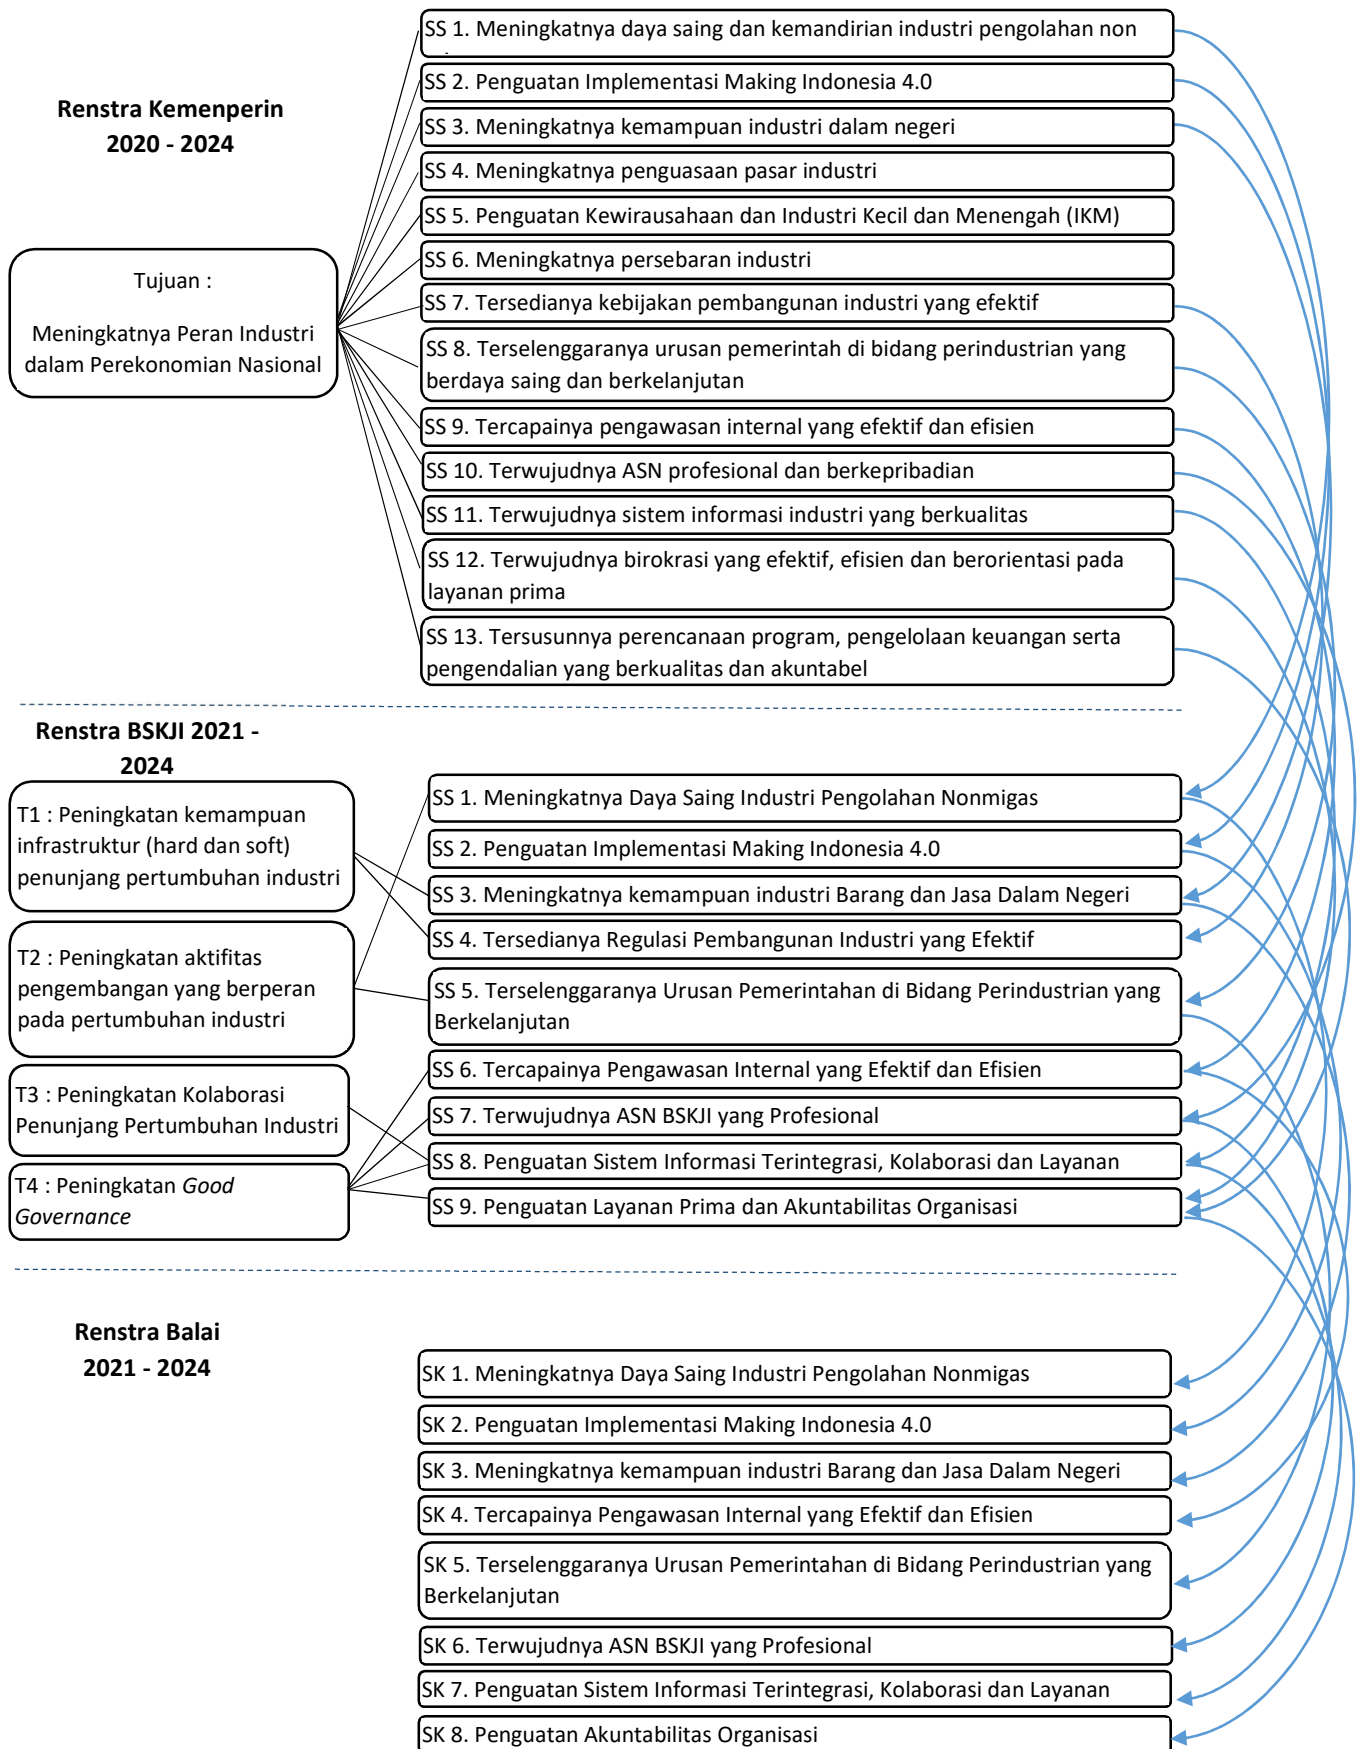 SS 1. Meningkatnya daya saing dan kemandirian industri pengolahan non
SS 2. Penguatan Implementasi Making Indonesia 4.0
Renstra Kemenperin
2020 - 2024
SS 3. Meningkatnya kemampuan industri dalam negeri
SS 4. Meningkatnya penguasaan pasar industri
SS 5. Penguatan Kewirausahaan dan Industri Kecil dan Menengah (IKM)
SS 6. Meningkatnya persebaran industri
Tujuan :
Meningkatnya Peran Industri
dalam Perekonomian Nasional
SS 7. Tersedianya kebijakan pembangunan industri yang efektif
SS 8. Terselenggaranya urusan pemerintah di bidang perindustrian yang
berdaya saing dan berkelanjutan
SS 9. Tercapainya pengawasan internal yang efektif dan efisien
SS 10. Terwujudnya ASN profesional dan berkepribadian
SS 11. Terwujudnya sistem informasi industri yang berkualitas
SS 12. Terwujudnya birokrasi yang efektif, efisien dan berorientasi pada
layanan prima
SS 13. Tersusunnya perencanaan program, pengelolaan keuangan serta
pengendalian yang berkualitas dan akuntabel
Renstra BSKJI 2021 -
2024
T1 : Peningkatan kemampuan
infrastruktur (hard dan soft)
penunjang pertumbuhan industri
T2 : Peningkatan aktifitas
pengembangan yang berperan
pada pertumbuhan industri
T3 : Peningkatan Kolaborasi
Penunjang Pertumbuhan Industri
T4 : Peningkatan Good
Governance
SS 1. Meningkatnya Daya Saing Industri Pengolahan Nonmigas
SS 2. Penguatan Implementasi Making Indonesia 4.0
SS 3. Meningkatnya kemampuan industri Barang dan Jasa Dalam Negeri
SS 4. Tersedianya Regulasi Pembangunan Industri yang Efektif
SS 5. Terselenggaranya Urusan Pemerintahan di Bidang Perindustrian yang
Berkelanjutan
SS 6. Tercapainya Pengawasan Internal yang Efektif dan Efisien
SS 7. Terwujudnya ASN BSKJI yang Profesional
SS 8. Penguatan Sistem Informasi Terintegrasi, Kolaborasi dan Layanan
SS 9. Penguatan Layanan Prima dan Akuntabilitas Organisasi
Renstra Balai
2021 - 2024
SK 1. Meningkatnya Daya Saing Industri Pengolahan Nonmigas
SK 2. Penguatan Implementasi Making Indonesia 4.0
SK 3. Meningkatnya kemampuan industri Barang dan Jasa Dalam Negeri
SK 4. Tercapainya Pengawasan Internal yang Efektif dan Efisien
SK 5. Terselenggaranya Urusan Pemerintahan di Bidang Perindustrian yang
Berkelanjutan
SK 6. Terwujudnya ASN BSKJI yang Profesional
SK 7. Penguatan Sistem Informasi Terintegrasi, Kolaborasi dan Layanan
SK 8. Penguatan Akuntabilitas Organisasi